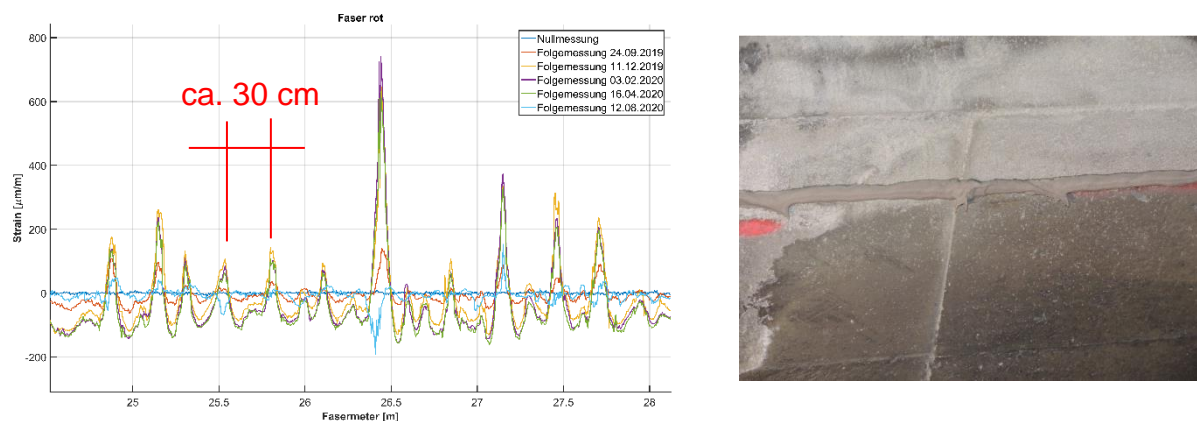 Faser rot
800
600
400
200
0
-200
Strain [µm/m]
ca. 30 cm
Nullmessung
Folgemessung 24.09.2019
Folgemessung 11.12.2019
Folgemessung 03.02.2020
Folgemessung 16.04.2020
Folgemessung 12.08.2020
25
25.5
26
26.5
27
27.5
28
Fasermeter [m]